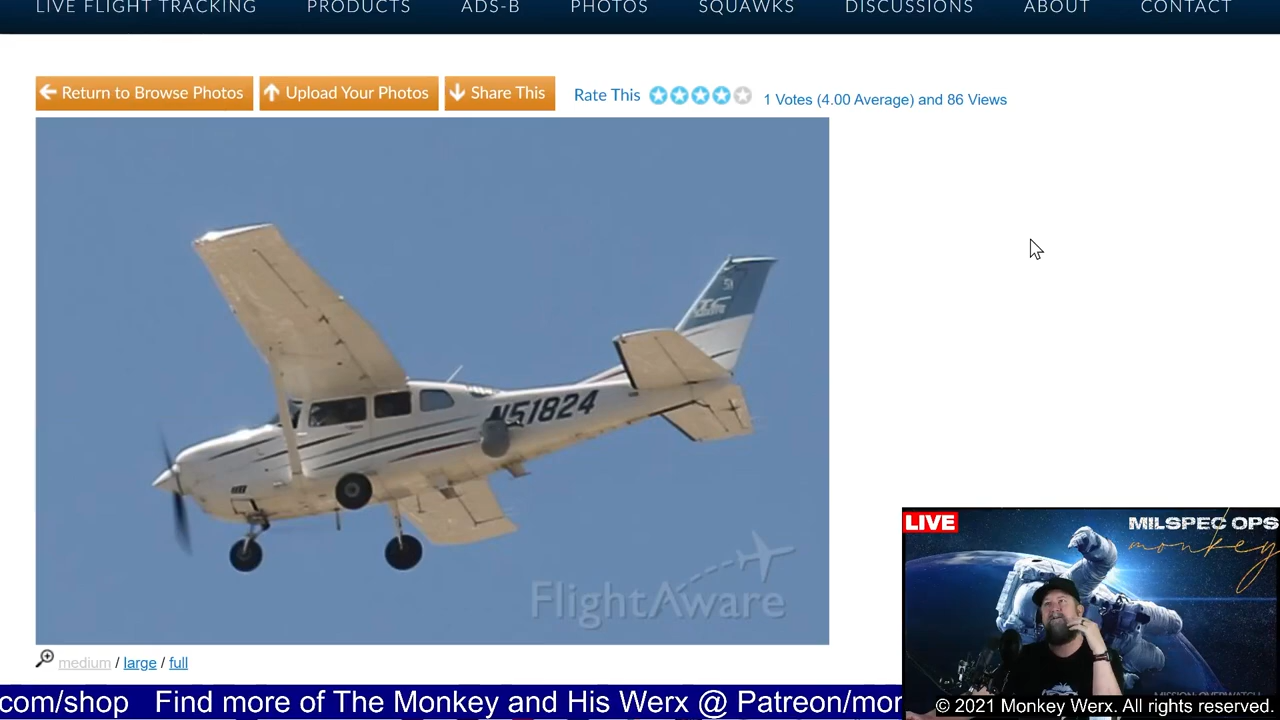 LIVE FLIGHT TRACKING PRODUCTS ADS-B PHOTOS SQUAWKS DISCUSSIONS ABOUT CONTACT
Return to Browse Photos Upload Your Photos Share This Rate This 1 Votes (4.00 Average) and 86 Views
N51824
FlightAware
medium / large / full
LIVE
MILSPEC OPS
monkey
MISSION: OVERWATCH
com/shop Find more of The Monkey and His Werx @ Patreon/mor
© 2021 Monkey Werx. All rights reserved.